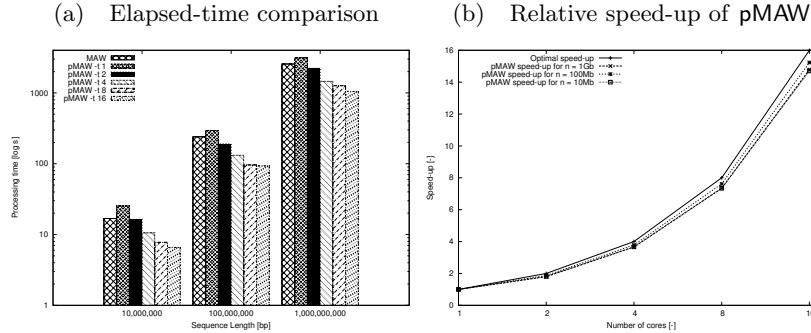 (a) Elapsed-time comparison
MAW
pMAW -t 1
pMAW -t 2
pMAW -t 4
pMAW -t 8
pMAW -t 16
1000
100
10
1
Processing time [log s]
10,000,000
100,000,000
1,000,000,000
Sequence Length [bp]
(b) Relative speed-up of pMAW
Optimal speed-up
pMAW speed-up for n = 1Gb
pMAW speed-up for n = 100Mb
pMAW speed-up for n = 10Mb
16
14
12
10
8
6
4
2
0
Speed-up [-]
1
2
4
8
Number of cores [-]